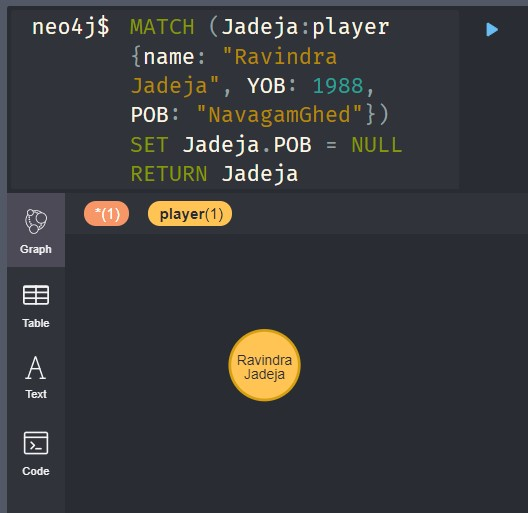 neo4j$ MATCH (Jadeja:player
{name: "Ravindra
Jadeja", YOB: 1988,
POB: "NavagamGhed"})
SET Jadeja.POB = NULL
RETURN Jadeja
*(1) player(1)
Graph
Table
Text
Code
Ravindra
Jadeja